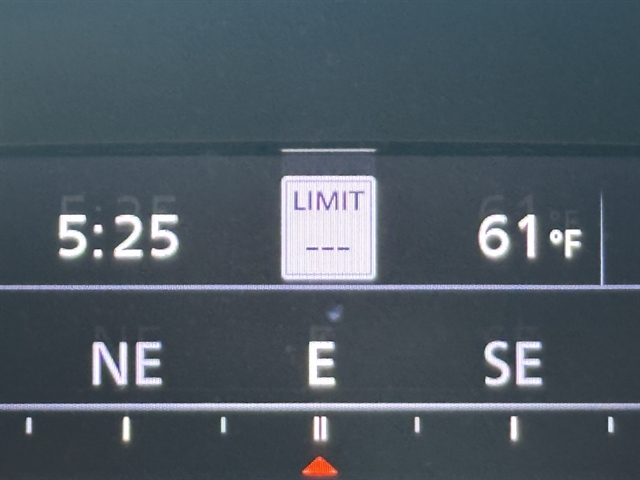 5:25
LIMIT
---
61°F
NE E SE